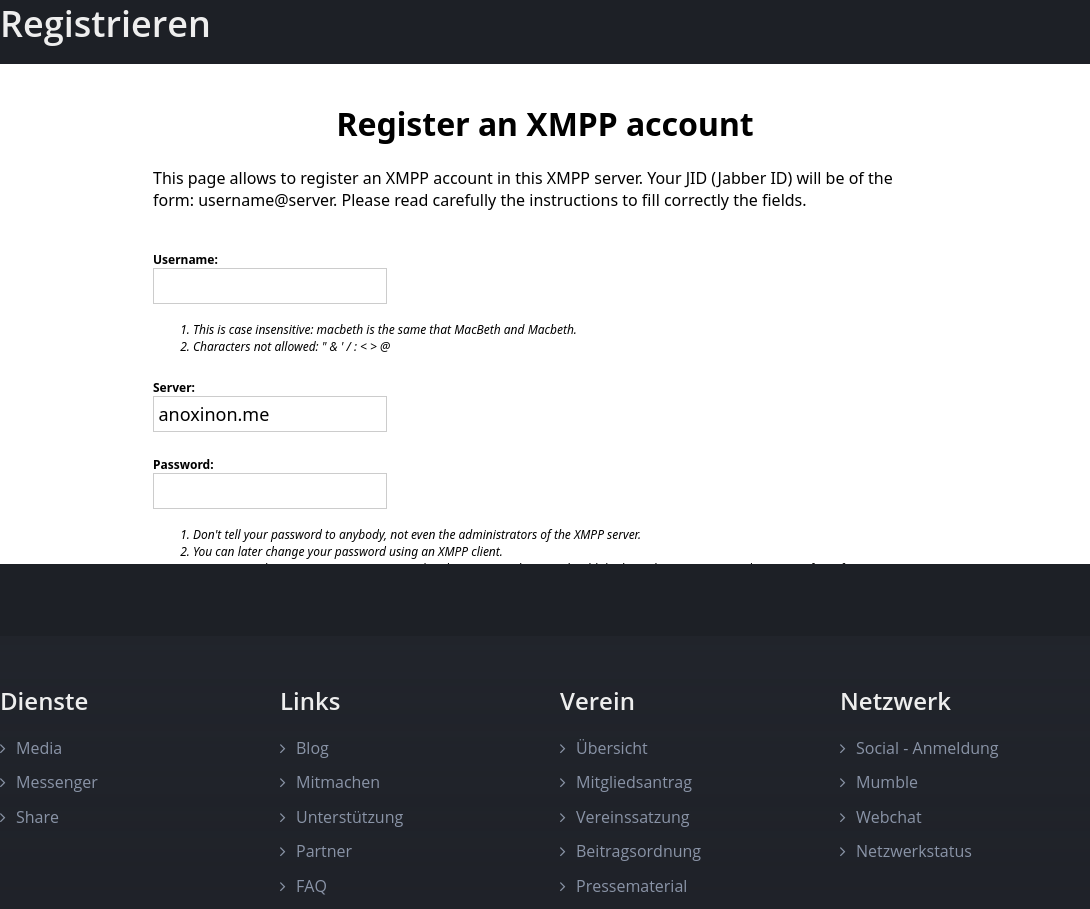 Registrieren
Register an XMPP account
This page allows to register an XMPP account in this XMPP server. Your JID (Jabber ID) will be of the
form: username@server. Please read carefully the instructions to fill correctly the fields.
Username:
1. This is case insensitive: macbeth is the same that MacBeth and Macbeth.
2. Characters not allowed: " & ' / : < > @
Server:
anoxinon.me
Password:
1. Don't tell your password to anybody, not even the administrators of the XMPP server.
2. You can later change your password using an XMPP client.
Dienste
Media
Messenger
Share
Links
Blog
Mitmachen
Unterstützung
Partner
FAQ
Verein
Übersicht
Mitgliedsantrag
Vereinssatzung
Beitragsordnung
Pressematerial
Netzwerk
Social - Anmeldung
Mumble
Webchat
Netzwerkstatus